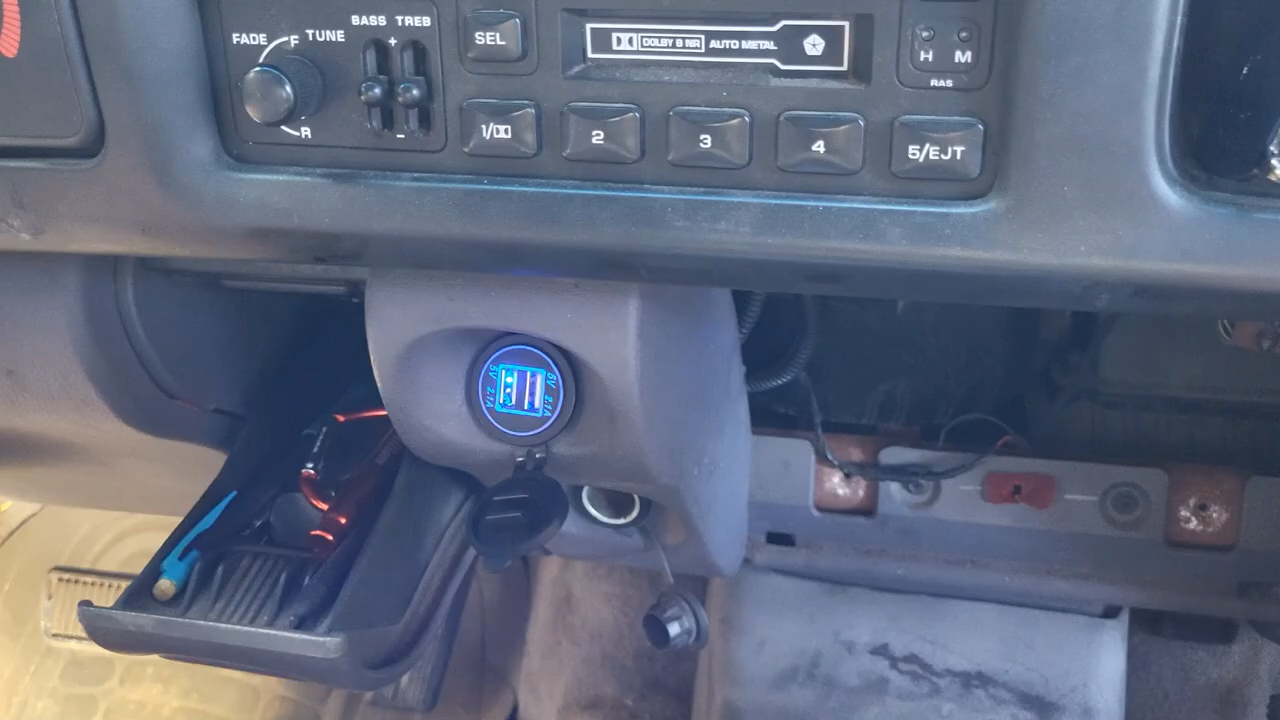 BASS TREB
FADE F TUNE
R
+
-
SEL
DOLBY B NR AUTO METAL
H M
RAS
1/
2
3
4
5/EJT
5V 2.1A
5V 2.1A